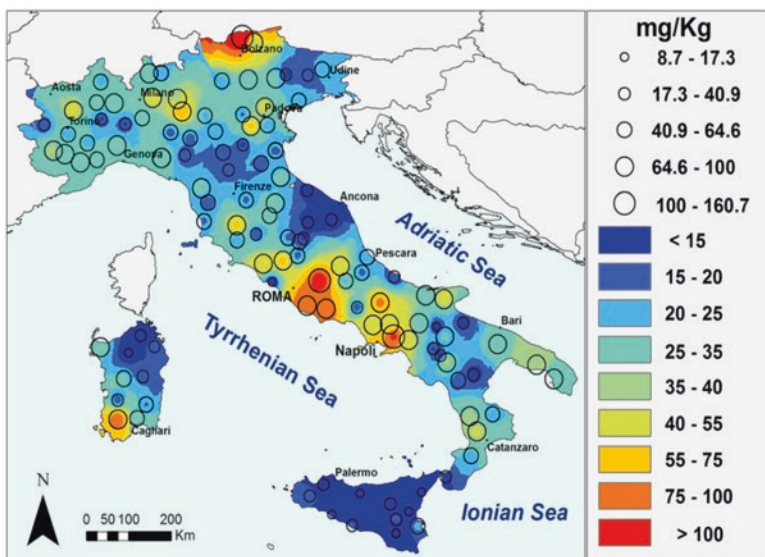 Bolzano
Aosta
Milano
Udine
Padova
Torino
Genova
Firenze
Ancona
Adriatic Sea
Pescara
ROMA
Bari
Napoli
Tyrrhenian Sea
Cagliari
Catanzaro
Palermo
Ionian Sea
N
0 50 100 200
Km
mg/Kg
8.7 - 17.3
17.3 - 40.9
40.9 - 64.6
64.6 - 100
100 - 160.7
< 15
15 - 20
20 - 25
25 - 35
35 - 40
40 - 55
55 - 75
75 - 100
> 100